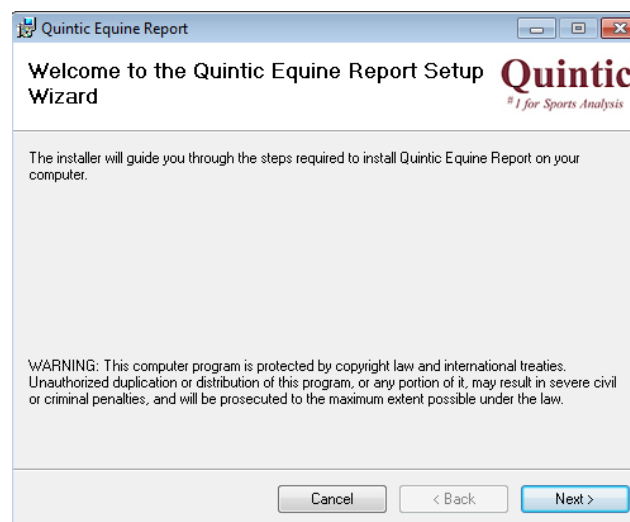 Quintic Equine Report
Welcome to the Quintic Equine Report Setup
Wizard
Quintic
#1 for Sports Analysis
The installer will guide you through the steps required to install Quintic Equine Report on your
computer.
WARNING: This computer program is protected by copyright law and international treaties.
Unauthorized duplication or distribution of this program, or any portion of it, may result in severe civil
or criminal penalties, and will be prosecuted to the maximum extent possible under the law.
Cancel
< Back
Next >